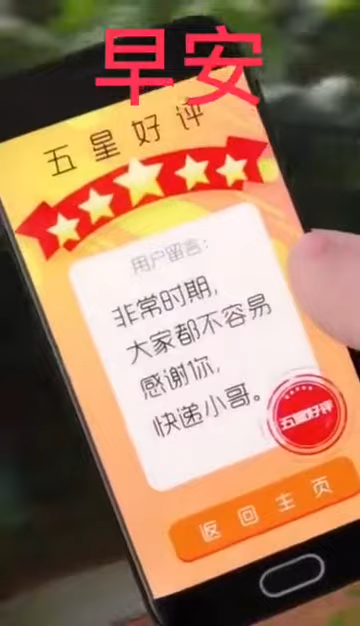 早安
五星好评
用户留言:
非常时期,
大家都不容易
感谢你,
快递小哥。
五星好评
返回主页